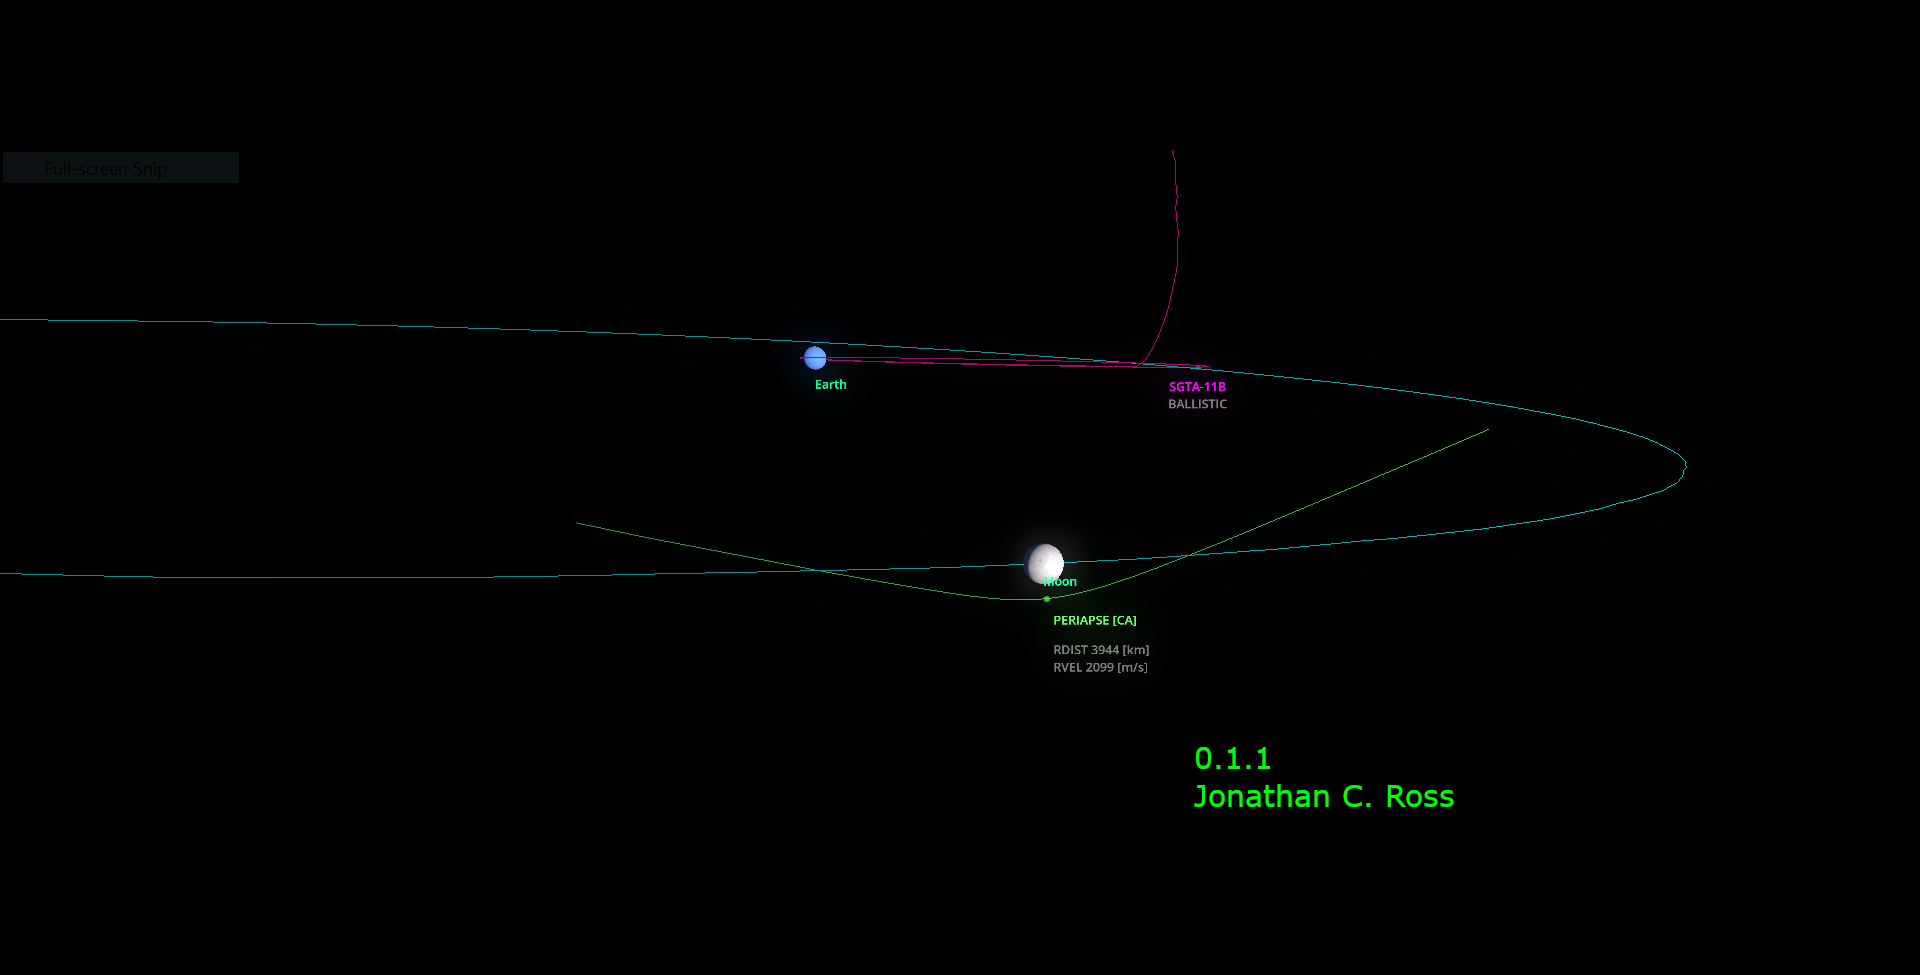 Full-screen Snip
Earth
SGTA-11B
BALLISTIC
Moon
PERIAPSE [CA]
RDIST 3944 [km]
RVEL 2099 [m/s]
0.1.1
Jonathan C. Ross